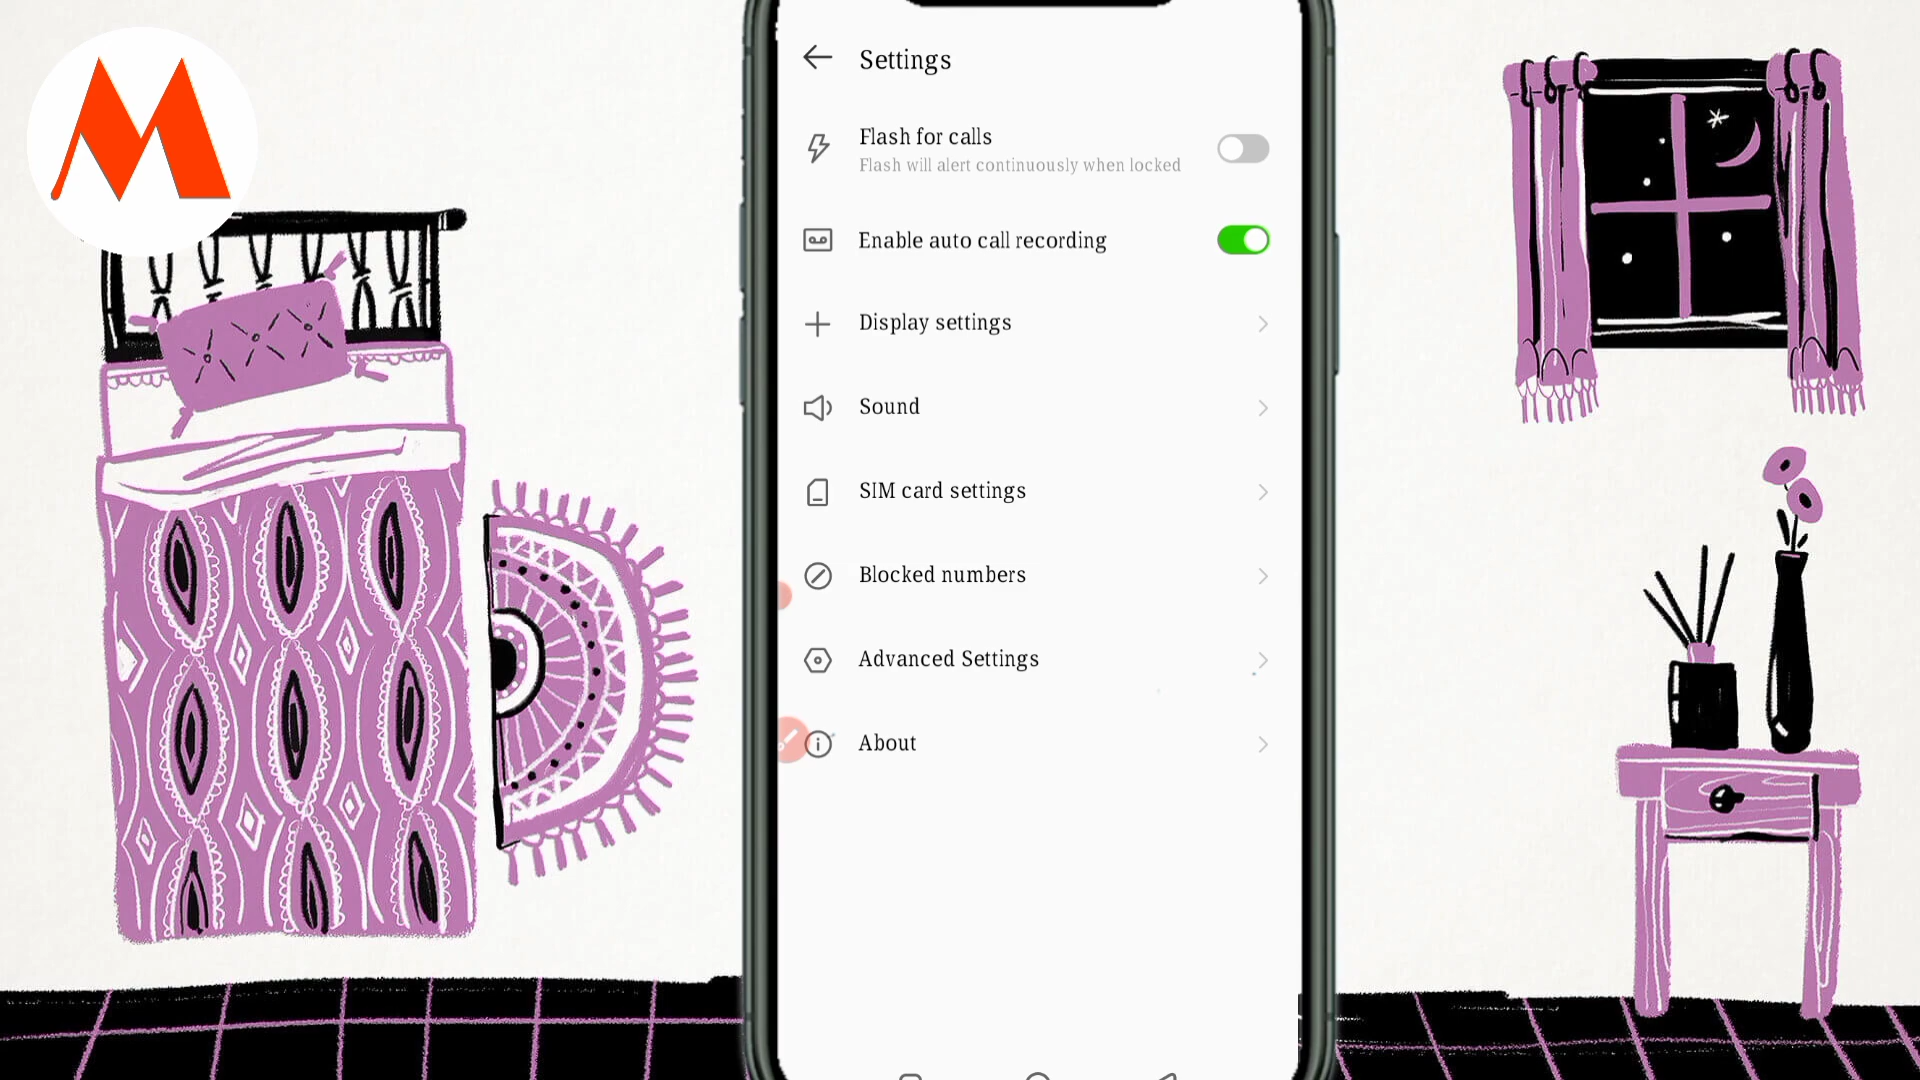 Settings
Flash for calls
Flash will alert continuously when locked
Enable auto call recording
Display settings
Sound
SIM card settings
Blocked numbers
Advanced Settings
About